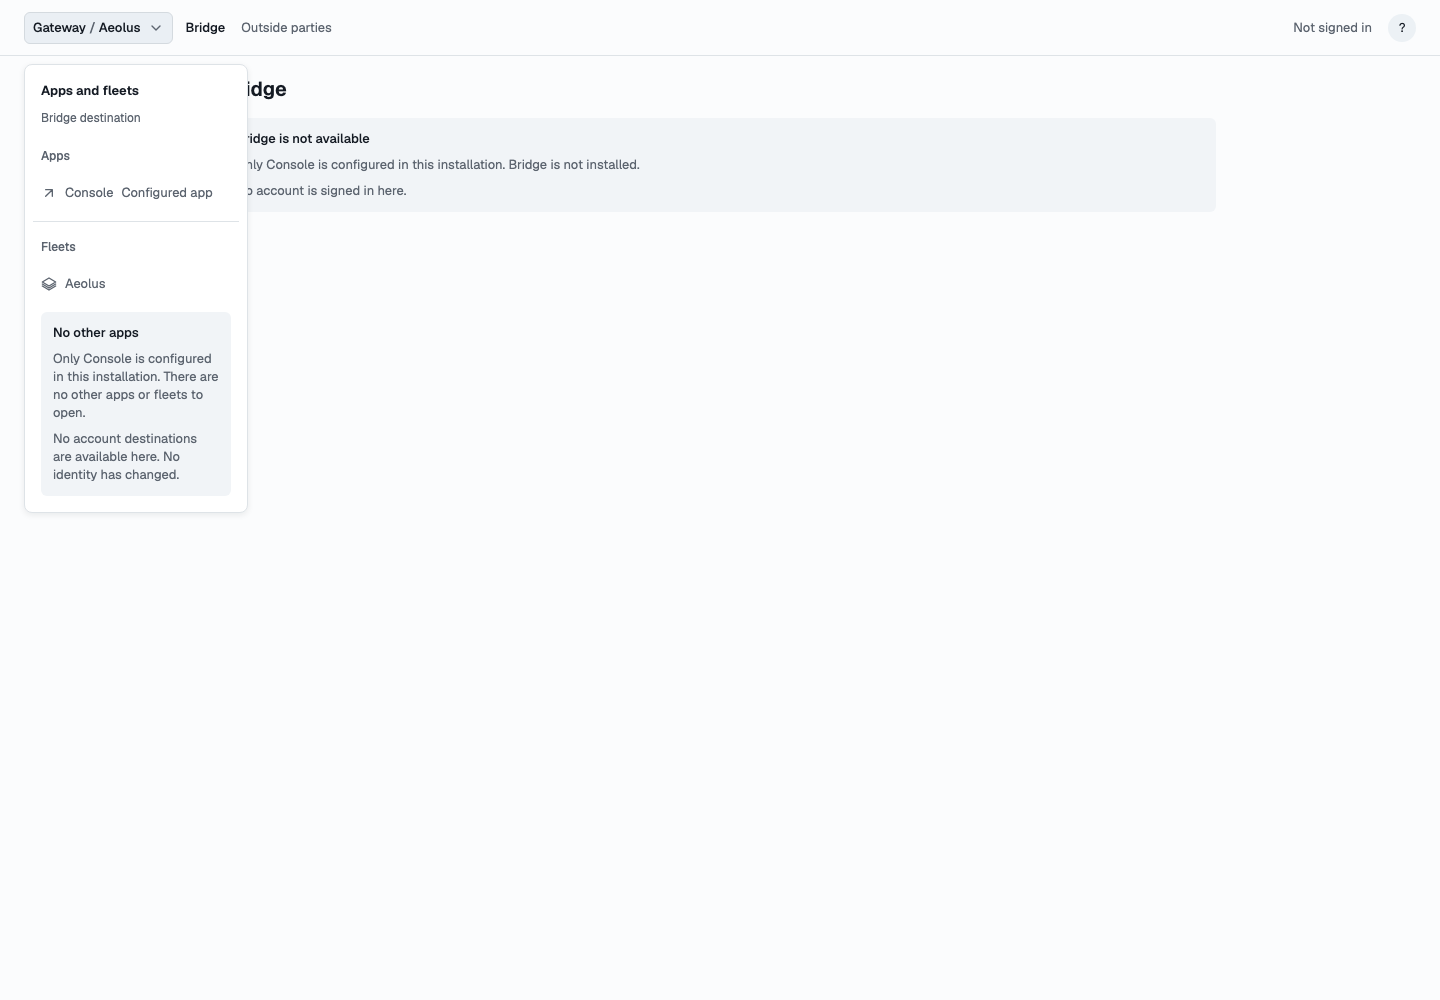 Gateway / Aeolus
Bridge
Outside parties
Not signed in
?
Apps and fleets
Bridge destination
Apps
Console Configured app
Fleets
Aeolus
No other apps
Only Console is configured
in this installation. There are
no other apps or fleets to
open.
No account destinations
are available here. No
identity has changed.
idge
ridge is not available
nly Console is configured in this installation. Bridge is not installed.
o account is signed in here.